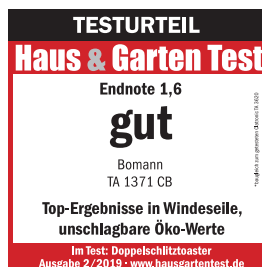 TESTURTEIL
Haus & Garten Test
Endnote 1,6
gut
Bomann
TA 1371 CB
Top-Ergebnisse in Windeseile,
unschlagbare Öko-Werte
Im Test: Doppelschlitztoaster
Ausgabe 2/2019 · www.hausgartentest.de